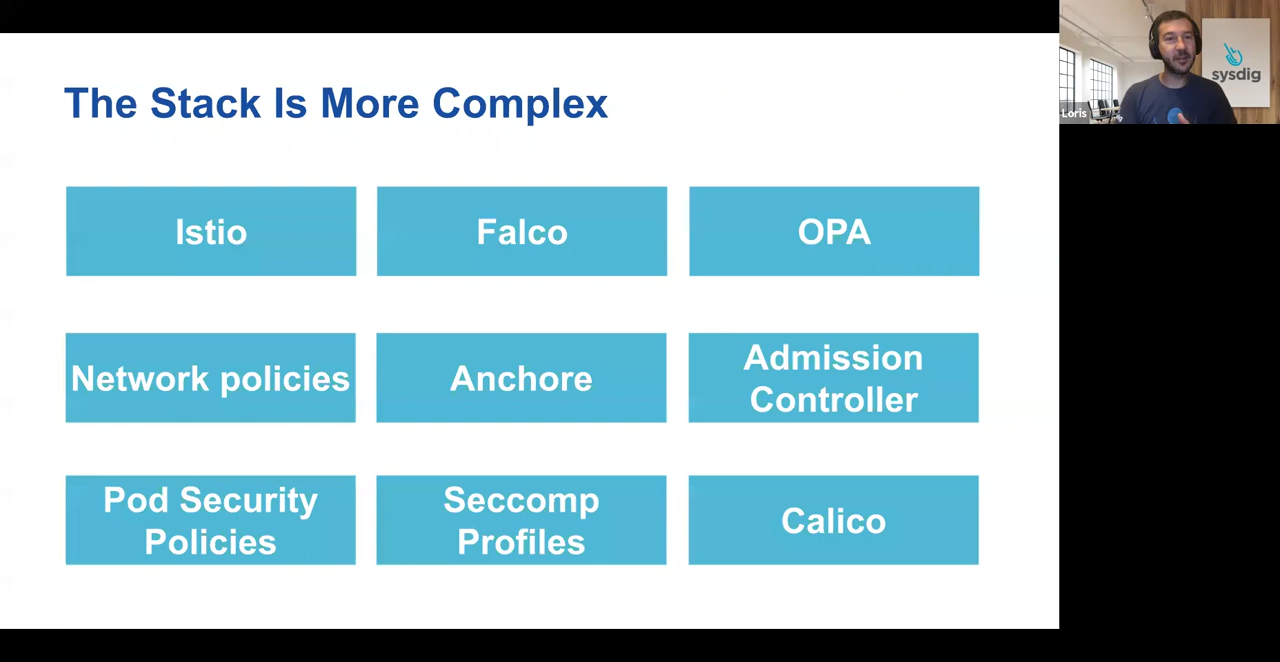 The Stack Is More Complex
sysdig
Loris
Istio
Falco
OPA
Network policies
Anchore
Admission
Controller
Pod Security
Policies
Seccomp
Profiles
Calico